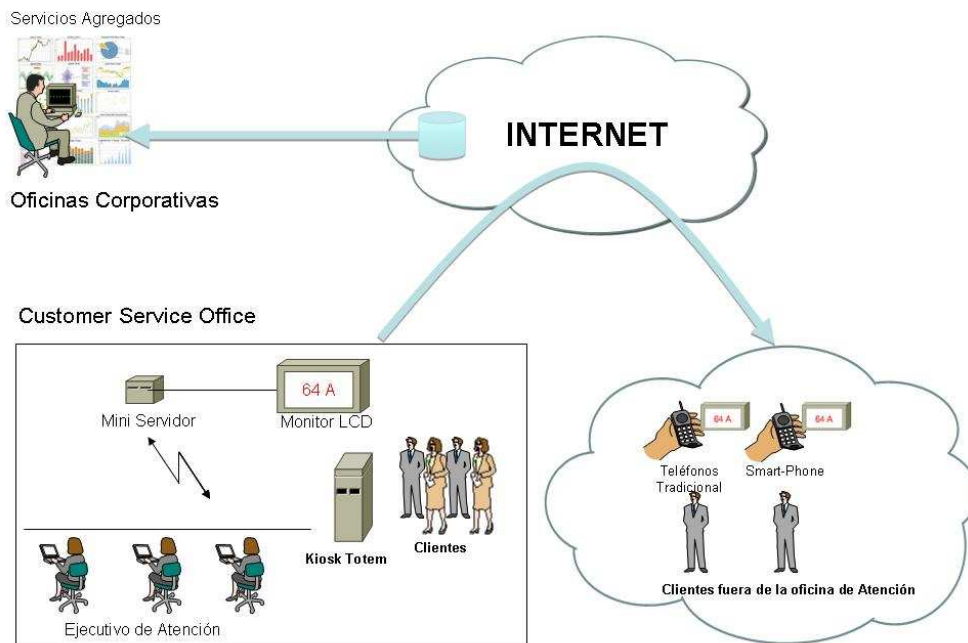 Servicios Agregados
INTERNET
Oficinas Corporativas
Customer Service Office
64 A
Mini Servidor
Monitor LCD
64 A
64 A
Teléfonos
Tradicional
Smart-Phone
Kiosk Totem
Clientes
Clientes fuera de la oficina de Atención
Ejecutivo de Atención